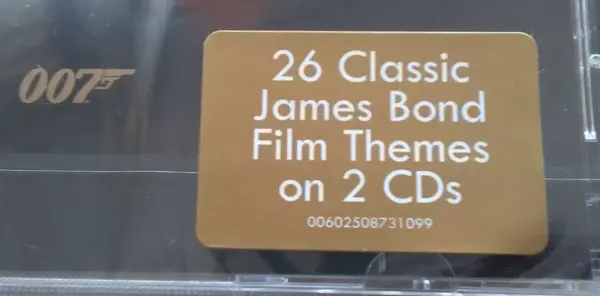 007
26 Classic
James Bond
Film Themes
on 2 CDs
00602508731099